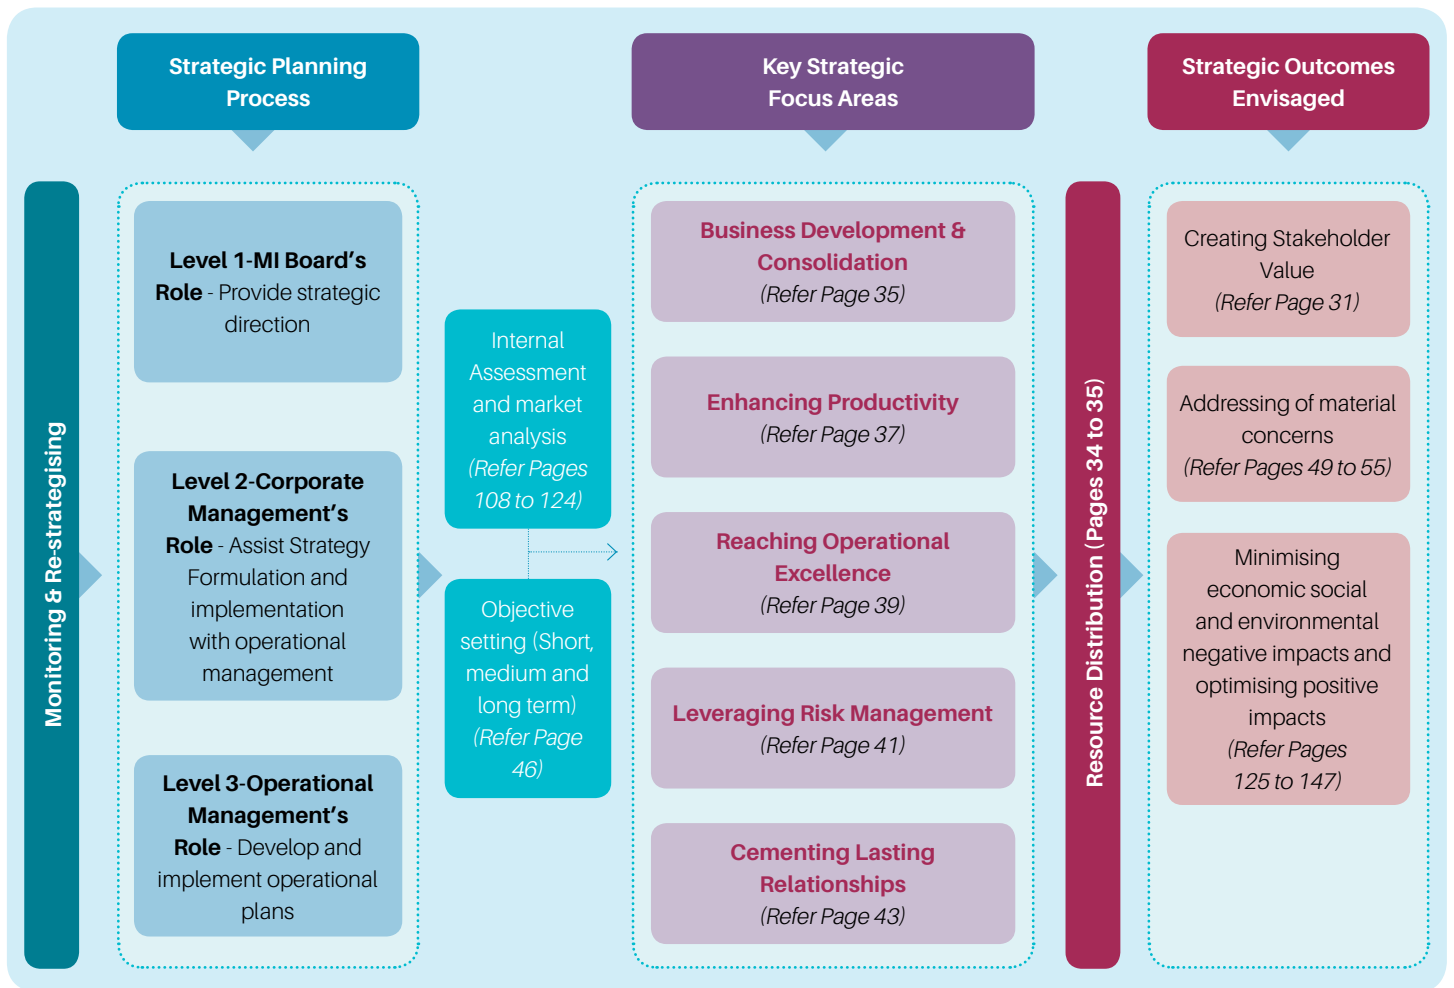 Strategic Planning
Process
Key Strategic
Focus Areas
Strategic Outcomes
Envisaged
Monitoring & Re-strategising
Level 1-MI Board’s
Role - Provide strategic
direction
Level 2-Corporate
Management’s
Role - Assist Strategy
Formulation and
implementation
with operational
management
Level 3-Operational
Management’s
Role - Develop and
implement operational
plans
Internal
Assessment
and market
analysis
(Refer Pages
108 to 124)
Objective
setting (Short,
medium and
long term)
(Refer Page
46)
Business Development &
Consolidation
(Refer Page 35)
Enhancing Productivity
(Refer Page 37)
Reaching Operational
Excellence
(Refer Page 39)
Leveraging Risk Management
(Refer Page 41)
Cementing Lasting
Relationships
(Refer Page 43)
Resource Distribution (Pages 34 to 35)
Creating Stakeholder
Value
(Refer Page 31)
Addressing of material
concerns
(Refer Pages 49 to 55)
Minimising
economic social
and environmental
negative impacts and
optimising positive
impacts
(Refer Pages
125 to 147)